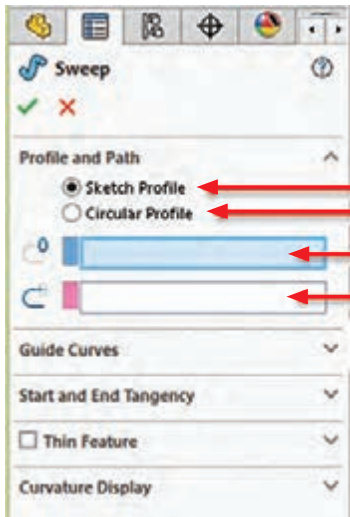 Sweep
Profile and Path
Sketch Profile
Circular Profile
Guide Curves
Start and End Tangency
Thin Feature
Curvature Display